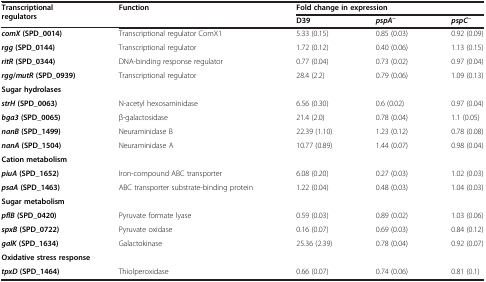 Transcriptional regulators Function Fold change in expression
D39 pspA⁻ pspC⁻
comX (SPD_0014) Transcriptional regulator ComX1 5.33 (0.15) 0.85 (0.03) 0.92 (0.09)
rgg (SPD_0144) Transcriptional regulator 1.72 (0.12) 0.40 (0.06) 1.13 (0.15)
ritR (SPD_0344) DNA-binding response regulator 0.77 (0.04) 0.73 (0.02) 0.97 (0.04)
rgg/mutR (SPD_0939) Transcriptional regulator 28.4 (2.2) 0.79 (0.06) 1.09 (0.13)
Sugar hydrolases
strH (SPD_0063) N-acetyl hexosaminidase 6.56 (0.30) 0.6 (0.02) 0.97 (0.04)
bga3 (SPD_0065) β-galactosidase 21.4 (2.0) 0.78 (0.04) 1.1 (0.05)
nanB (SPD_1499) Neuraminidase B 22.39 (1.10) 1.23 (0.12) 0.78 (0.08)
nanA (SPD_1504) Neuraminidase A 10.77 (0.89) 1.44 (0.07) 0.98 (0.04)
Cation metabolism
piuA (SPD_1652) Iron-compound ABC transporter 6.08 (0.20) 0.27 (0.03) 1.02 (0.03)
psaA (SPD_1463) ABC transporter substrate-binding protein 1.22 (0.04) 0.48 (0.03) 1.04 (0.03)
Sugar metabolism
pflB (SPD_0420) Pyruvate formate lyase 0.59 (0.03) 0.89 (0.02) 1.03 (0.06)
spxB (SPD_0722) Pyruvate oxidase 0.16 (0.07) 0.69 (0.03) 0.84 (0.12)
galK (SPD_1634) Galactokinase 25.36 (2.39) 0.78 (0.04) 0.92 (0.07)
Oxidative stress response
tpxD (SPD_1464) Thiolperoxidase 0.66 (0.07) 0.74 (0.06) 0.81 (0.1)